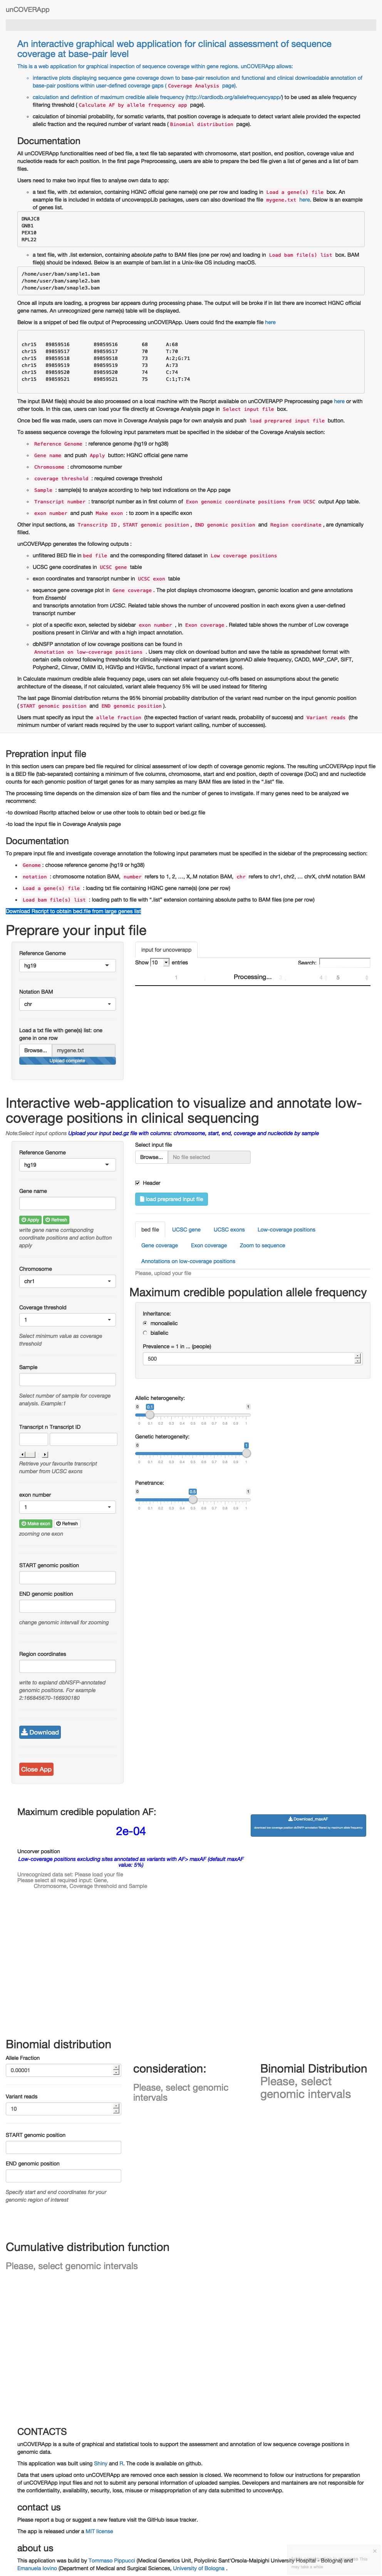 unCOVERApp
An interactive graphical web application for clinical assessment of sequence
coverage at base-pair level
This is a web application for graphical inspection of sequence coverage within gene regions. unCOVERApp allows:
interactive plots displaying sequence gene coverage down to base-pair resolution and functional and clinical downloadable annotation of
base-pair positions within user-defined coverage gaps ( Coverage Analysis page).
calculation and definition of maximum credible allele frequency (http://cardiodb.org/allelefrequencyapp/) to be used as allele frequency
filtering threshold ( Calculate AF by allele frequency app page).
calculation of binomial probability, for somatic variants, that position coverage is adequate to detect variant allele provided the expected
allelic fraction and the required number of variant reads ( Binomial distribution page).
Documentation
All unCOVERApp functionalities need of bed file, a text file tab separated with chromosome, start position, end position, coverage value and
nucleotide reads for each position. In the first page Preprocessing, users are able to prepare the bed file given a list of genes and a list of bam
files.
Users need to make two input files to analyse own data to app:
a text file, with .txt extension, containing HGNC official gene name(s) one per row and loading in Load a gene(s) file box. An
example file is included in extdata of uncoverappLib packages, users can also download the file mygene.txt here. Below is an example
of genes list.
DNAJC8
GNB1
PEX10
RPL22
a text file, with .list extension, containing absolute paths to BAM files (one per row) and loading in Load bam file(s) list box. BAM
file(s) should be indexed. Below is an example of bam.list in a Unix-like OS including macOS.
/home/user/bam/sample1.bam
/home/user/bam/sample2.bam
/home/user/bam/sample3.bam
Once all inputs are loading, a progress bar appears during processing phase. The output will be broke if in list there are incorrect HGNC official
gene names. An unrecognized gene name(s) table will be displayed.
Below is a snippet of bed file output of Preprocessing unCOVERApp. Users could find the example file here
chr15 89859516 89859516 68 A:68
chr15 89859517 89859517 70 T:70
chr15 89859518 89859518 73 A:2;G:71
chr15 89859519 89859519 73 A:73
chr15 89859520 89859520 74 C:74
chr15 89859521 89859521 75 C:1;T:74
The input BAM file(s) should be also processed on a local machine with the Rscript available on unCOVERAPP Preprocessing page here or with
other tools. In this case, users can load your file directly at Coverage Analysis page in Select input file box.
Once bed file was made, users can move in Coverage Analysis page for own analysis and push load preprared input file button.
To assess sequence coverage the following input parameters must be specified in the sidebar of the Coverage Analysis section:
Reference Genome : reference genome (hg19 or hg38)
Gene name and push Apply button: HGNC official gene name
Chromosome : chromosome number
coverage threshold : required coverage threshold
Sample : sample(s) to analyze according to help text indications on the App page
Transcript number : transcript number as in first column of Exon genomic coordinate positions from UCSC output App table.
exon number and push Make exon : to zoom in a specific exon
Other input sections, as Transcritp ID , START genomic position , END genomic position and Region coordinate , are dynamically
filled.
unCOVERApp generates the following outputs :
unfiltered BED file in bed file and the corresponding filtered dataset in Low coverage positions
UCSC gene coordinates in UCSC gene table
exon coordinates and transcript number in UCSC exon table
sequence gene coverage plot in Gene coverage . The plot displays chromosome ideogram, genomic location and gene annotations
from Ensembl
and transcripts annotation from UCSC. Related table shows the number of uncovered position in each exons given a user-defined
transcript number
plot of a specific exon, selected by sidebar exon number , in Exon coverage . Related table shows the number of Low coverage
positions present in ClinVar and with a high impact annotation.
dbNSFP annotation of low coverage positions can be found in
Annotation on low-coverage positions . Users may click on download button and save the table as spreadsheet format with
certain cells colored following thresholds for clinically-relevant variant parameters (gnomAD allele frequency, CADD, MAP_CAP, SIFT,
Polyphen2, Clinvar, OMIM ID, HGVSp and HGVSc, functional impact of a variant score).
In Calculate maximum credible allele frequency page, users can set allele frequency cut-offs based on assumptions about the genetic
architecture of the disease, if not calculated, variant allele frequency 5% will be used instead for filtering
The last page Binomial distribution returns the 95% binomial probability distribution of the variant read number on the input genomic position
( START genomic position and END genomic position ).
Users must specify as input the allele fraction (the expected fraction of variant reads, probability of success) and Variant reads (the
minimum number of variant reads required by the user to support variant calling, number of successes).
Prepration input file
In this section users can prepare bed file required for clinical assessment of low depth of coverage genomic regions. The resulting unCOVERApp input file
is a BED file (tab-separated) containing a minimum of five columns, chromosome, start and end position, depth of coverage (DoC) and and nucleotide
counts for each genomic position of target genes for as many samples as many BAM files are listed in the “.list” file.
The processing time depends on the dimension size of bam files and the number of genes to invstigate. If many genes need to be analyzed we
recommend:
-to download Rscritp attached below or use other tools to obtain bed or bed.gz file
-to load the input file in Coverage Analysis page
Documentation
To prepare input file and investigate coverage annotation the following input parameters must be specified in the sidebar of the preprocessing section:
Genome : choose reference genome (hg19 or hg38)
notation : chromosome notation BAM, number refers to 1, 2, ..., X,.M notation BAM, chr refers to chr1, chr2, ... chrX, chrM notation BAM
Load a gene(s) file : loading txt file containing HGNC gene name(s) (one per row)
Load bam file(s) list : loading path to file with ".list" extension containing absolute paths to BAM files (one per row)
Download Rscript to obtain bed.file from large genes list
Preprare your input file
Reference Genome
hg19
Notation BAM
chr
Load a txt file with gene(s) list: one
gene in one row
Browse... mygene.txt
Upload complete
input for uncoverapp
Show 10 entries
Search:
Processing...
Interactive web-application to visualize and annotate low-
coverage positions in clinical sequencing
Note:Select input options Upload your input bed.gz file with columns: chromosome, start, end, coverage and nucleotide by sample
Reference Genome
hg19
Gene name
Apply Refresh
write gene name corrisponding
coordinate positions and action button
apply
Chromosome
chr1
Coverage threshold
1
Select minimum value as coverage
threshold
Sample
Select number of sample for coverage
analysis. Example:1
Transcript n Transcript ID
Retrieve your favourite transcript
number from UCSC exons
exon number
1
Make exon Refresh
zooming one exon
START genomic position
END genomic position
change genomic intervall for zooming
Region coordinates
write to expland dbNSFP-annotated
genomic positions. For example
2:166845670-166930180
Download
Close App
Select input file
Browse... No file selected
Header
load preprared input file
bed file UCSC gene UCSC exons Low-coverage positions
Gene coverage Exon coverage Zoom to sequence
Annotations on low-coverage positions
Please, upload your file
Maximum credible population allele frequency
Inheritance:
monoallelic
biallelic
Prevalence = 1 in ... (people)
500
Allelic heterogeneity:
0 0.1 1
0 0.1 0.2 0.3 0.4 0.5 0.6 0.7 0.8 0.9 1
Genetic heterogeneity:
0 1
0 0.1 0.2 0.3 0.4 0.5 0.6 0.7 0.8 0.9 1
Penetrance:
0 0.5 1
0 0.1 0.2 0.3 0.4 0.5 0.6 0.7 0.8 0.9 1
Maximum credible population AF:
2e-04
Download_maxAF
Uncorver position
Low-coverage positions excluding sites annotated as variants with AF> maxAF (default maxAF
value: 5%)
Unrecognized data set: Please load your file
Please select all required input: Gene,
Chromosome, Coverage threshold and Sample
Binomial distribution
Allele Fraction
0.00001
Variant reads
10
START genomic position
END genomic position
Specify start and end coordinates for your
genomic region of interest
consideration:
Please, select genomic
intervals
Binomial Distribution
Please, select
genomic intervals
Cumulative distribution function
Please, select genomic intervals
CONTACTS
unCOVERApp is a suite of graphical and statistical tools to support the assessment and annotation of low sequence coverage positions in
genomic data.
This application was built using Shiny and R. The code is available on github.
Data that users upload onto unCOVERApp are removed once each session is closed. We recommend to follow our instructions for preparation
of unCOVERApp input files and not to submit any personal information of uploaded samples. Developers and mantainers are not responsible for
the confidentiality, availability, security, loss, misuse or misappropriation of any data submitted to uncoverApp.
contact us
Please report a bug or suggest a new feature visit the GitHub issue tracker.
The app is released under a MIT license
about us
This application was build by Tommaso Pippucci (Medical Genetics Unit, Polyclinic Sant'Orsola-Malpighi University Hospital - Bologna) and
Emanuela Iovino (Department of Medical and Surgical Sciences, University of Bologna .